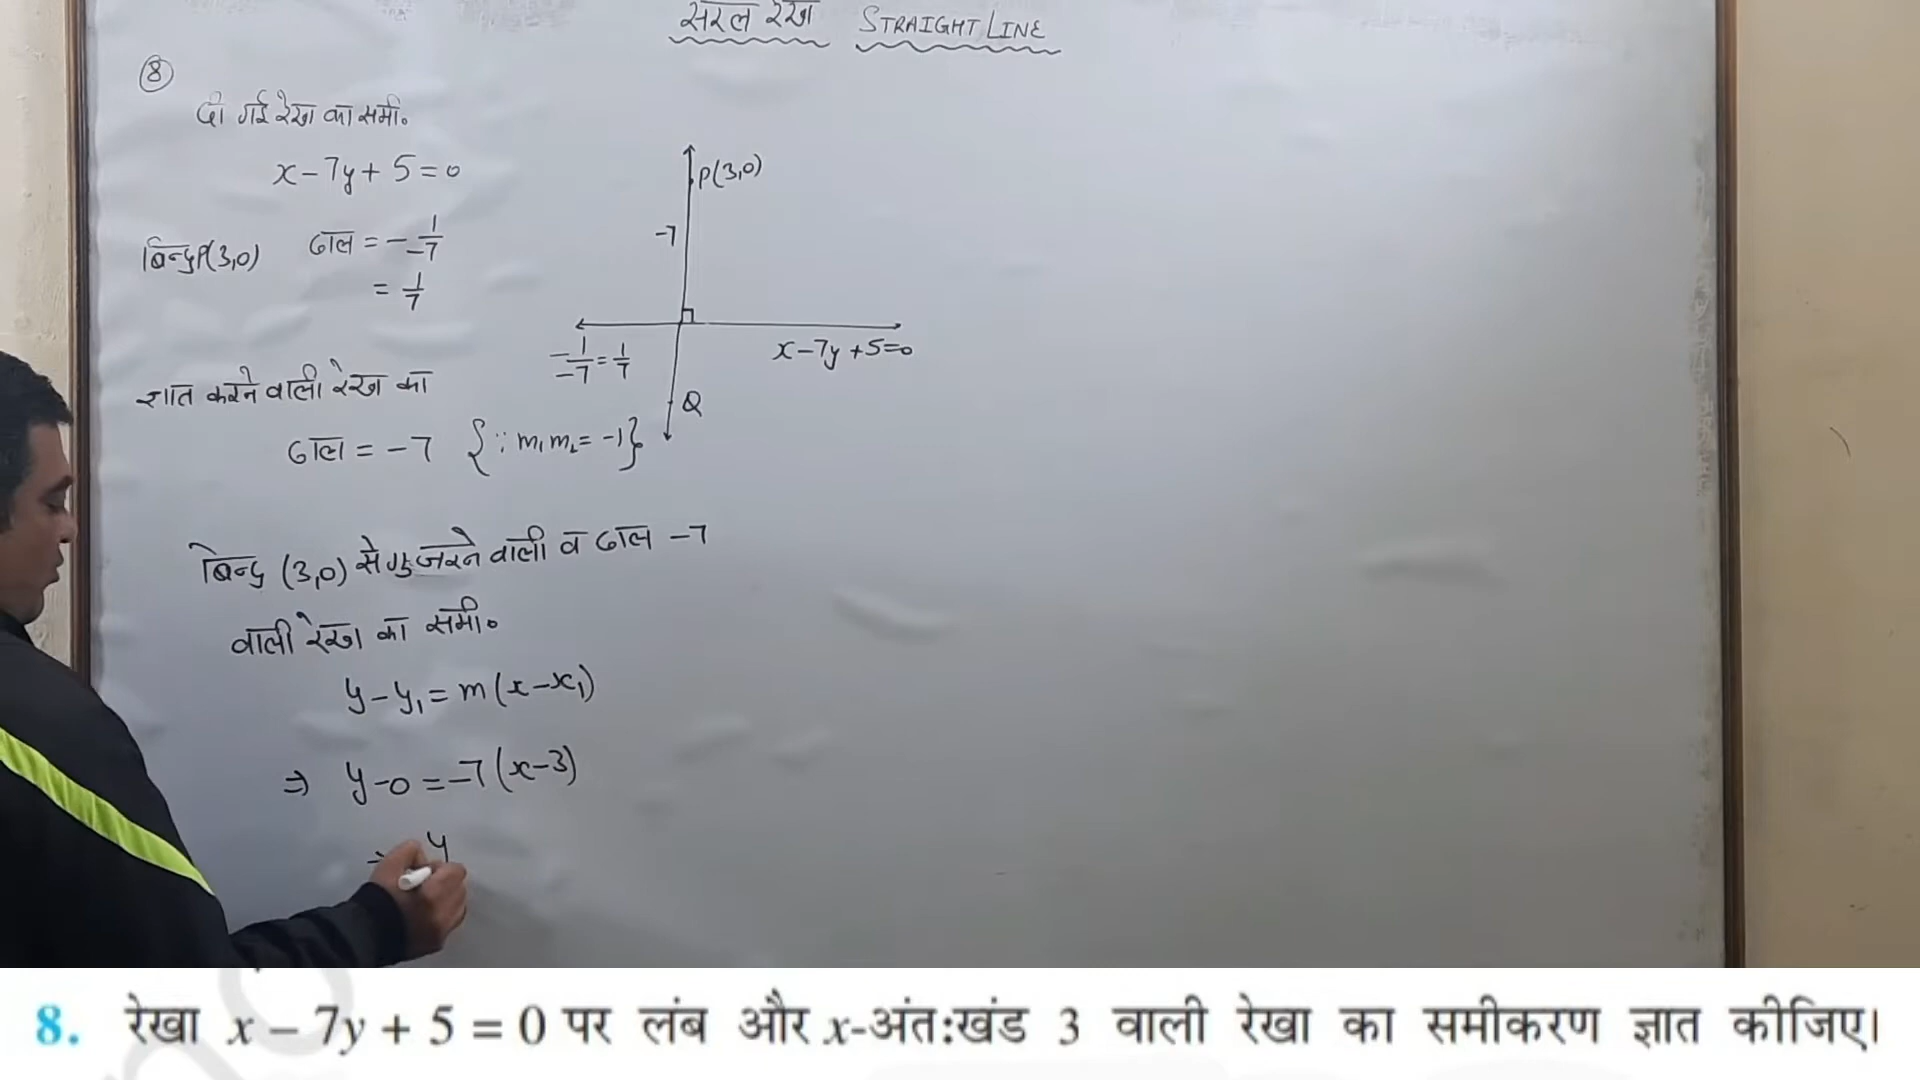 सरल रेखा STRAIGHT LINE
8
दी गई रेखा का समी॰
x - 7y + 5 = 0
बिन्दु P(3,0) ढाल = - 1/-7
= 1/7
P(3,0)
-7
-1/-7 = 1/7
x - 7y + 5 = 0
Q
ज्ञात करने वाली रेखा का
ढाल = -7 {∵ m₁m₂ = -1}
बिन्दु (3,0) से गुजरने वाली व ढाल -7
वाली रेखा का समी॰
y - y₁ = m(x - x₁)
⇒ y - 0 = -7(x - 3)
⇒ y
8. रेखा x – 7y + 5 = 0 पर लंब और x-अंत:खंड 3 वाली रेखा का समीकरण ज्ञात कीजिए।